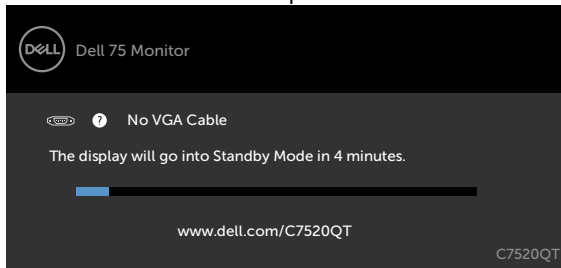 DELL Dell 75 Monitor
? No VGA Cable
The display will go into Standby Mode in 4 minutes.
www.dell.com/C7520QT
C7520QT